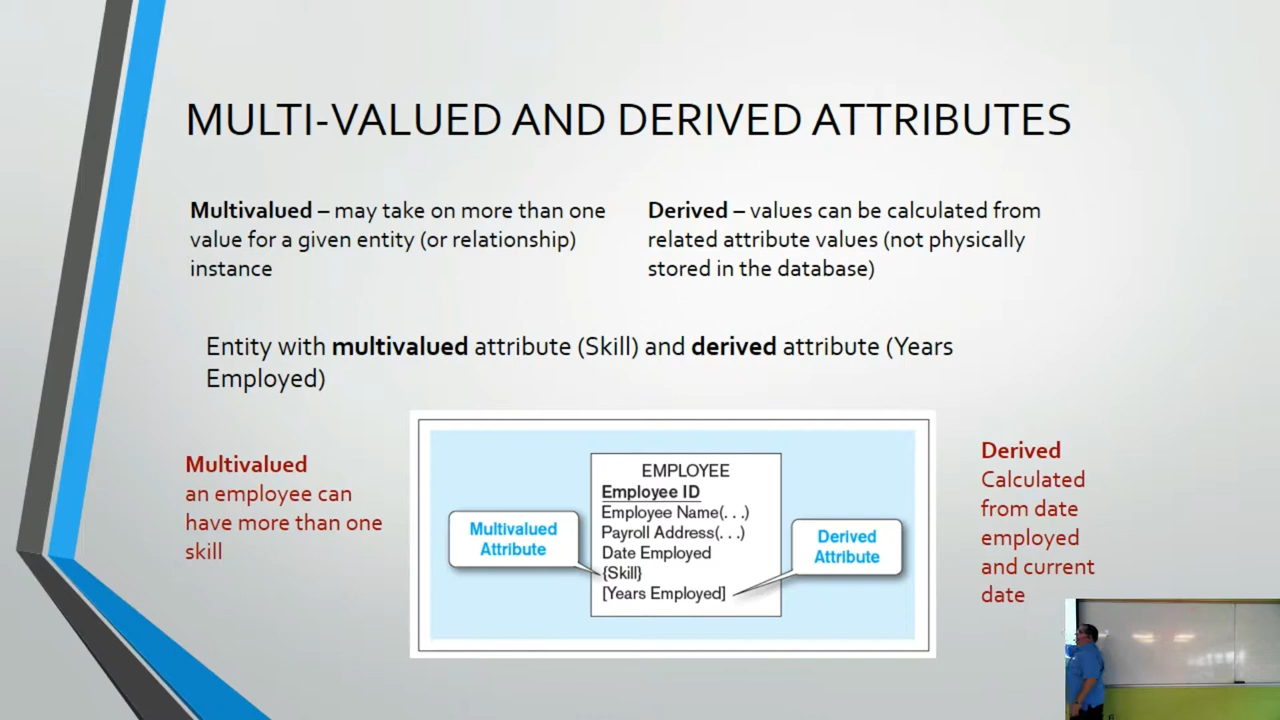 MULTI-VALUED AND DERIVED ATTRIBUTES
Multivalued – may take on more than one
value for a given entity (or relationship)
instance
Derived – values can be calculated from
related attribute values (not physically
stored in the database)
Entity with multivalued attribute (Skill) and derived attribute (Years
Employed)
Multivalued
an employee can
have more than one
skill
Multivalued
Attribute
EMPLOYEE
Employee ID
Employee Name(. . .)
Payroll Address(. . .)
Date Employed
{Skill}
[Years Employed]
Derived
Attribute
Derived
Calculated
from date
employed
and current
date